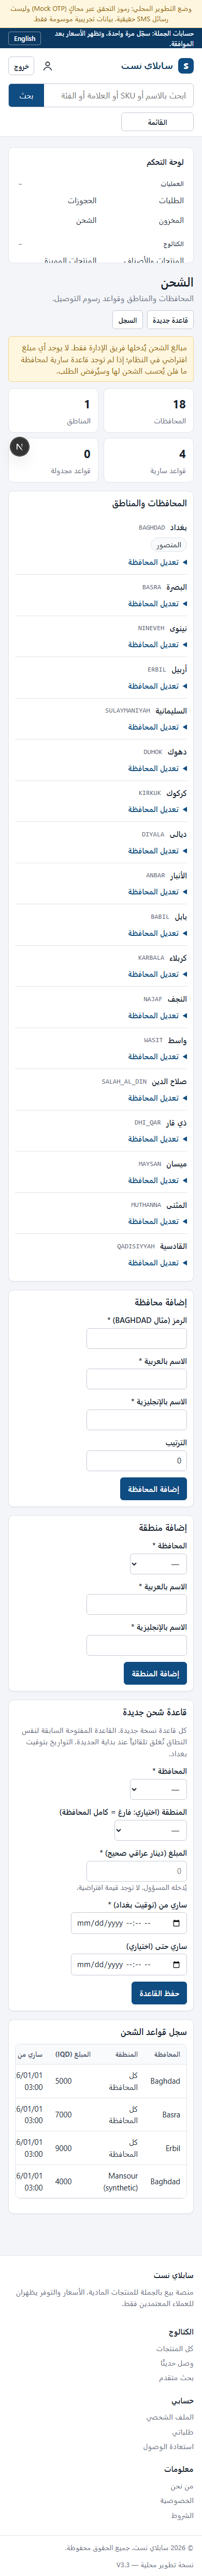 وضع التطوير المحلي: رموز التحقق عبر محاكٍ (Mock OTP) وليست رسائل SMS حقيقية. بيانات تجريبية موسومة فقط.
حسابات الجملة: سجّل مرة واحدة، وتظهر الأسعار بعد الموافقة.
English
S
سابلاي نست
خروج
ابحث بالاسم أو SKU أو العلامة أو الفئة
بحث
القائمة
لوحة التحكم
العمليات
−
الطلبات
الحجوزات
المخزون
الشحن
الكتالوج
−
المنتجات والأصناف
المنتجات المميزة
الشحن
المحافظات والمناطق وقواعد رسوم التوصيل.
قاعدة جديدة
السجل
مبالغ الشحن يُدخلها فريق الإدارة فقط. لا يوجد أي مبلغ افتراضي في النظام؛ إذا لم توجد قاعدة سارية لمحافظة ما فلن يُحسب الشحن لها وسيُرفض الطلب.
18
المحافظات
1
المناطق
4
قواعد سارية
0
قواعد مجدولة
N
المحافظات والمناطق
بغداد BAGHDAD
المنصور
◀ تعديل المحافظة
البصرة BASRA
◀ تعديل المحافظة
نينوى NINEVEH
◀ تعديل المحافظة
أربيل ERBIL
◀ تعديل المحافظة
السليمانية SULAYMANIYAH
◀ تعديل المحافظة
دهوك DUHOK
◀ تعديل المحافظة
كركوك KIRKUK
◀ تعديل المحافظة
ديالى DIYALA
◀ تعديل المحافظة
الأنبار ANBAR
◀ تعديل المحافظة
بابل BABIL
◀ تعديل المحافظة
كربلاء KARBALA
◀ تعديل المحافظة
النجف NAJAF
◀ تعديل المحافظة
واسط WASIT
◀ تعديل المحافظة
صلاح الدين SALAH_AL_DIN
◀ تعديل المحافظة
ذي قار DHI_QAR
◀ تعديل المحافظة
ميسان MAYSAN
◀ تعديل المحافظة
المثنى MUTHANNA
◀ تعديل المحافظة
القادسية QADISIYYAH
◀ تعديل المحافظة
إضافة محافظة
الرمز (مثال BAGHDAD) *
الاسم بالعربية *
الاسم بالإنجليزية *
الترتيب
0
إضافة المحافظة
إضافة منطقة
المحافظة *
—
الاسم بالعربية *
الاسم بالإنجليزية *
إضافة المنطقة
قاعدة شحن جديدة
كل قاعدة نسخة جديدة. القاعدة المفتوحة السابقة لنفس النطاق تُغلق تلقائياً عند بداية الجديدة. التواريخ بتوقيت بغداد.
المحافظة *
—
المنطقة (اختياري: فارغ = كامل المحافظة)
—
المبلغ (دينار عراقي صحيح) *
0
يُدخله المسؤول. لا توجد قيمة افتراضية.
ساري من (توقيت بغداد) *
mm/dd/yyyy --:-- --
ساري حتى (اختياري)
mm/dd/yyyy --:-- --
حفظ القاعدة
سجل قواعد الشحن
المحافظة المنطقة المبلغ (IQD) ساري من
Baghdad كل المحافظة 5000 6/01/01 03:00
Basra كل المحافظة 7000 6/01/01 03:00
Erbil كل المحافظة 9000 6/01/01 03:00
Baghdad Mansour (synthetic) 4000 6/01/01 03:00
سابلاي نست
منصة بيع بالجملة للمنتجات المادية. الأسعار والتوفر يظهران للعملاء المعتمدين فقط.
الكتالوج
كل المنتجات
وصل حديثًا
بحث متقدم
حسابي
الملف الشخصي
طلباتي
استعادة الوصول
معلومات
من نحن
الخصوصية
الشروط
© 2026 سابلاي نست. جميع الحقوق محفوظة.
نسخة تطوير محلية — V3.3